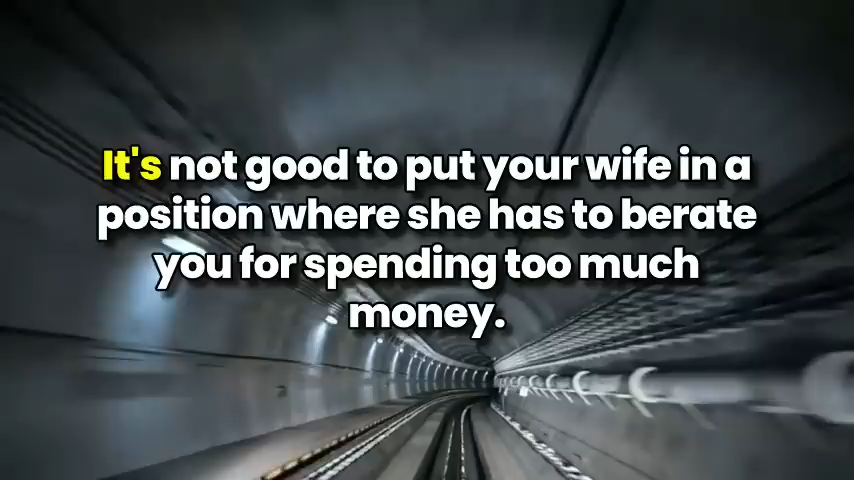 It's not good to put your wife in a
position where she has to berate
you for spending too much
money.